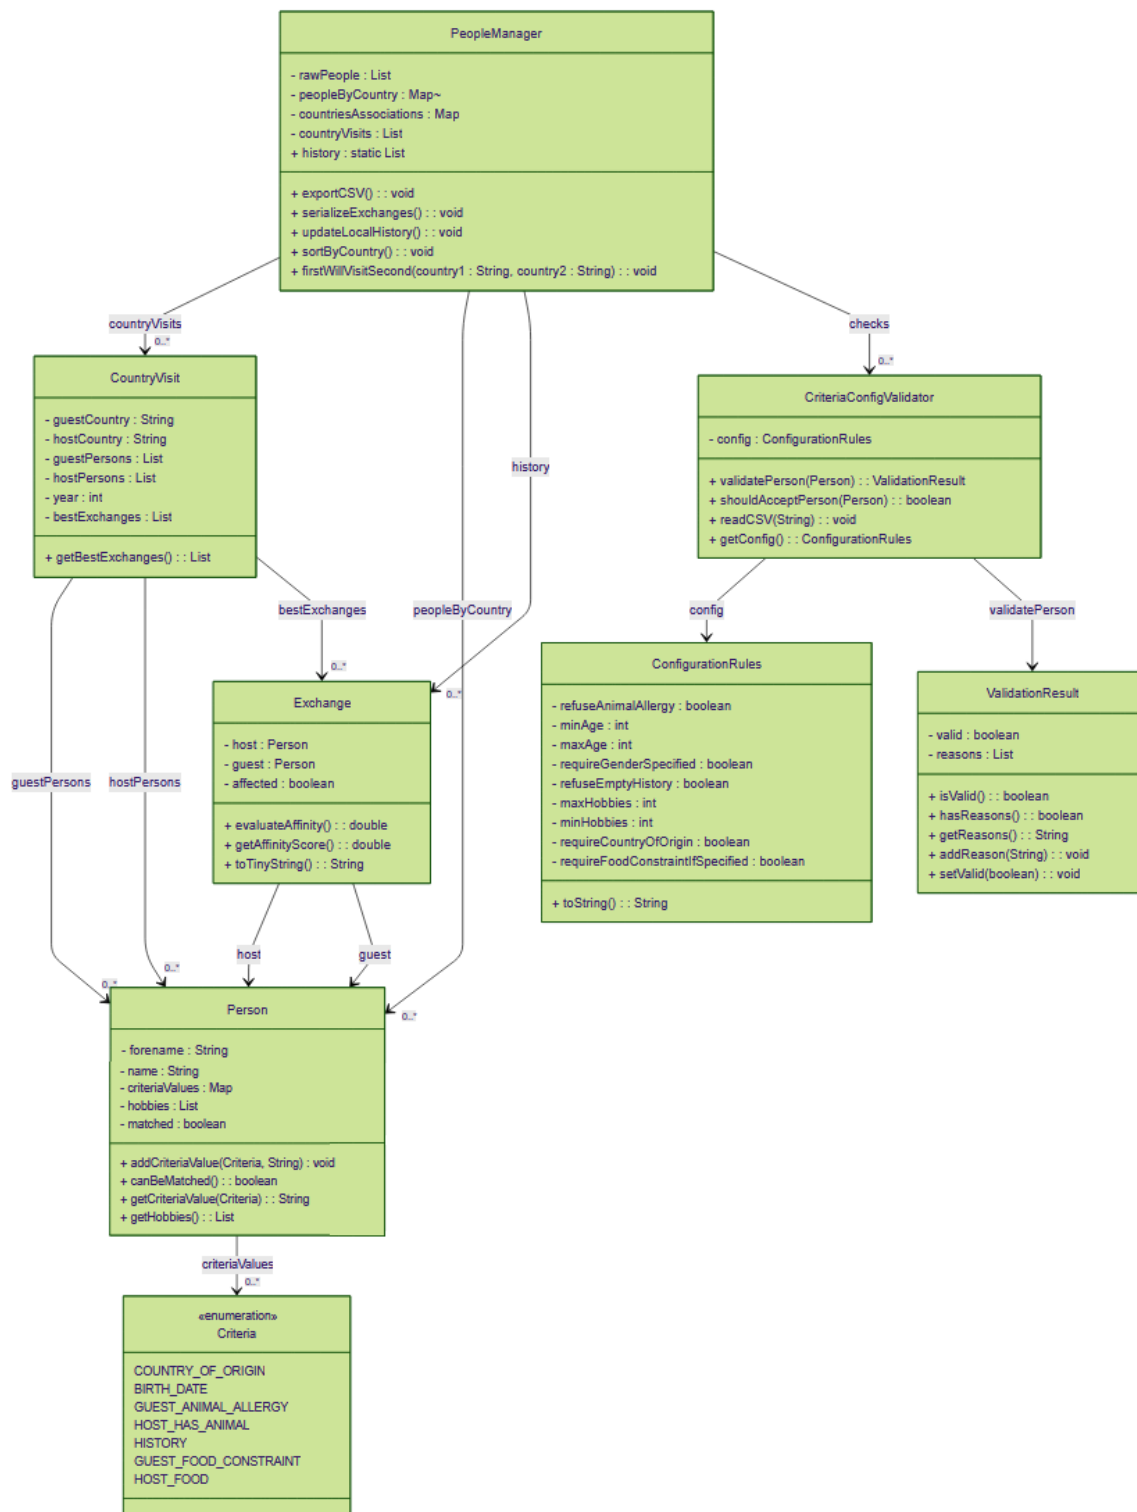 PeopleManager
- rawPeople : List
- peopleByCountry : Map~
- countriesAssociations : Map
- countryVisits : List
+ history : static List
+ exportCSV() : : void
+ serializeExchanges() : : void
+ updateLocalHistory() : : void
+ sortByCountry() : : void
+ firstWillVisitSecond(country1 : String, country2 : String) : : void
countryVisits
0..*
checks
0..*
CountryVisit
- guestCountry : String
- hostCountry : String
- guestPersons : List
- hostPersons : List
- year : int
- bestExchanges : List
+ getBestExchanges() : : List
CriteriaConfigValidator
- config : ConfigurationRules
+ validatePerson(Person) : : ValidationResult
+ shouldAcceptPerson(Person) : : boolean
+ readCSV(String) : : void
+ getConfig() : : ConfigurationRules
history
0..*
bestExchanges
0..*
peopleByCountry
0..*
config
validatePerson
Exchange
- host : Person
- guest : Person
- affected : boolean
+ evaluateAffinity() : : double
+ getAffinityScore() : : double
+ toTinyString() : : String
ConfigurationRules
- refuseAnimalAllergy : boolean
- minAge : int
- maxAge : int
- requireGenderSpecified : boolean
- refuseEmptyHistory : boolean
- maxHobbies : int
- minHobbies : int
- requireCountryOfOrigin : boolean
- requireFoodConstraintIfSpecified : boolean
+ toString() : : String
ValidationResult
- valid : boolean
- reasons : List
+ isValid() : : boolean
+ hasReasons() : : boolean
+ getReasons() : : String
+ addReason(String) : : void
+ setValid(boolean) : : void
guestPersons
0..*
hostPersons
0..*
host
guest
Person
- forename : String
- name : String
- criteriaValues : Map
- hobbies : List
- matched : boolean
+ addCriteriaValue(Criteria, String) : void
+ canBeMatched() : : boolean
+ getCriteriaValue(Criteria) : : String
+ getHobbies() : : List
criteriaValues
0..*
«enumeration»
Criteria
COUNTRY_OF_ORIGIN
BIRTH_DATE
GUEST_ANIMAL_ALLERGY
HOST_HAS_ANIMAL
HISTORY
GUEST_FOOD_CONSTRAINT
HOST_FOOD